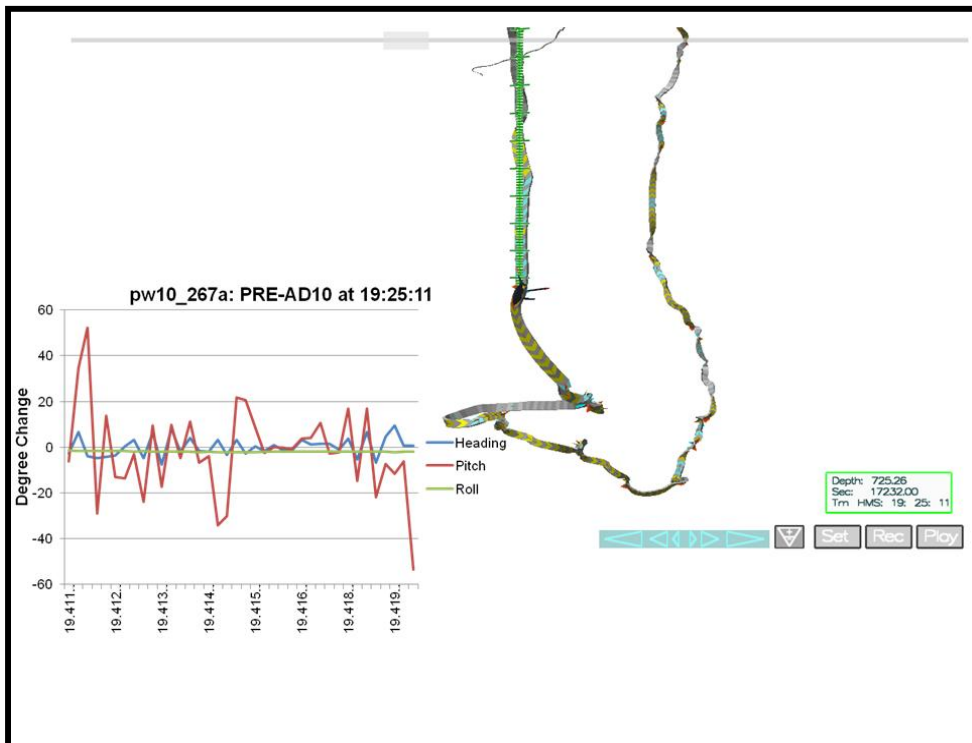 pw10_267a: PRE-AD10 at 19:25:11
Degree Change
60
40
20
0
-20
-40
-60
19.411..
19.412..
19.413..
19.414..
19.415..
19.416..
19.418..
19.419..
Heading
Pitch
Roll
Depth: 725.26
Sec: 17232.00
Tm HMS: 19: 25: 11
Set Rec Play